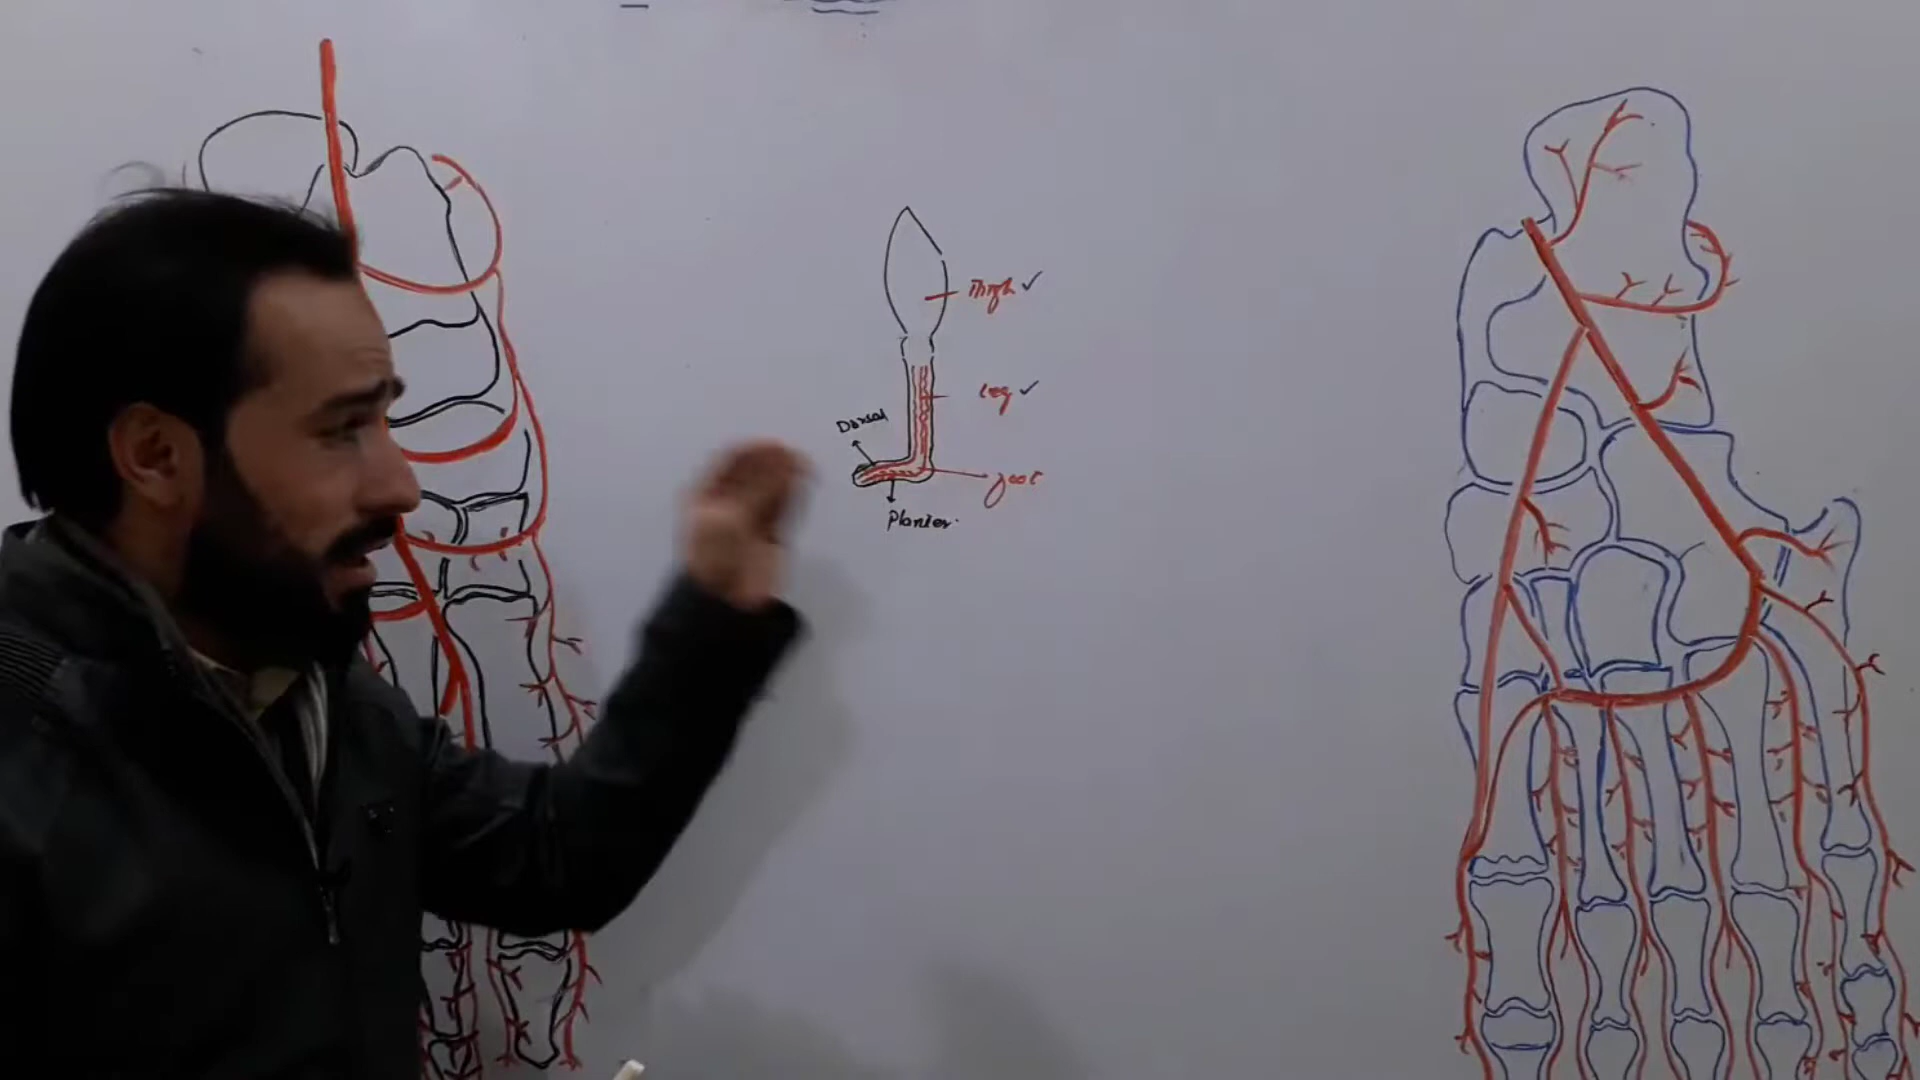 Thigh ✓
Leg ✓
Dorsal
foot
Planter.